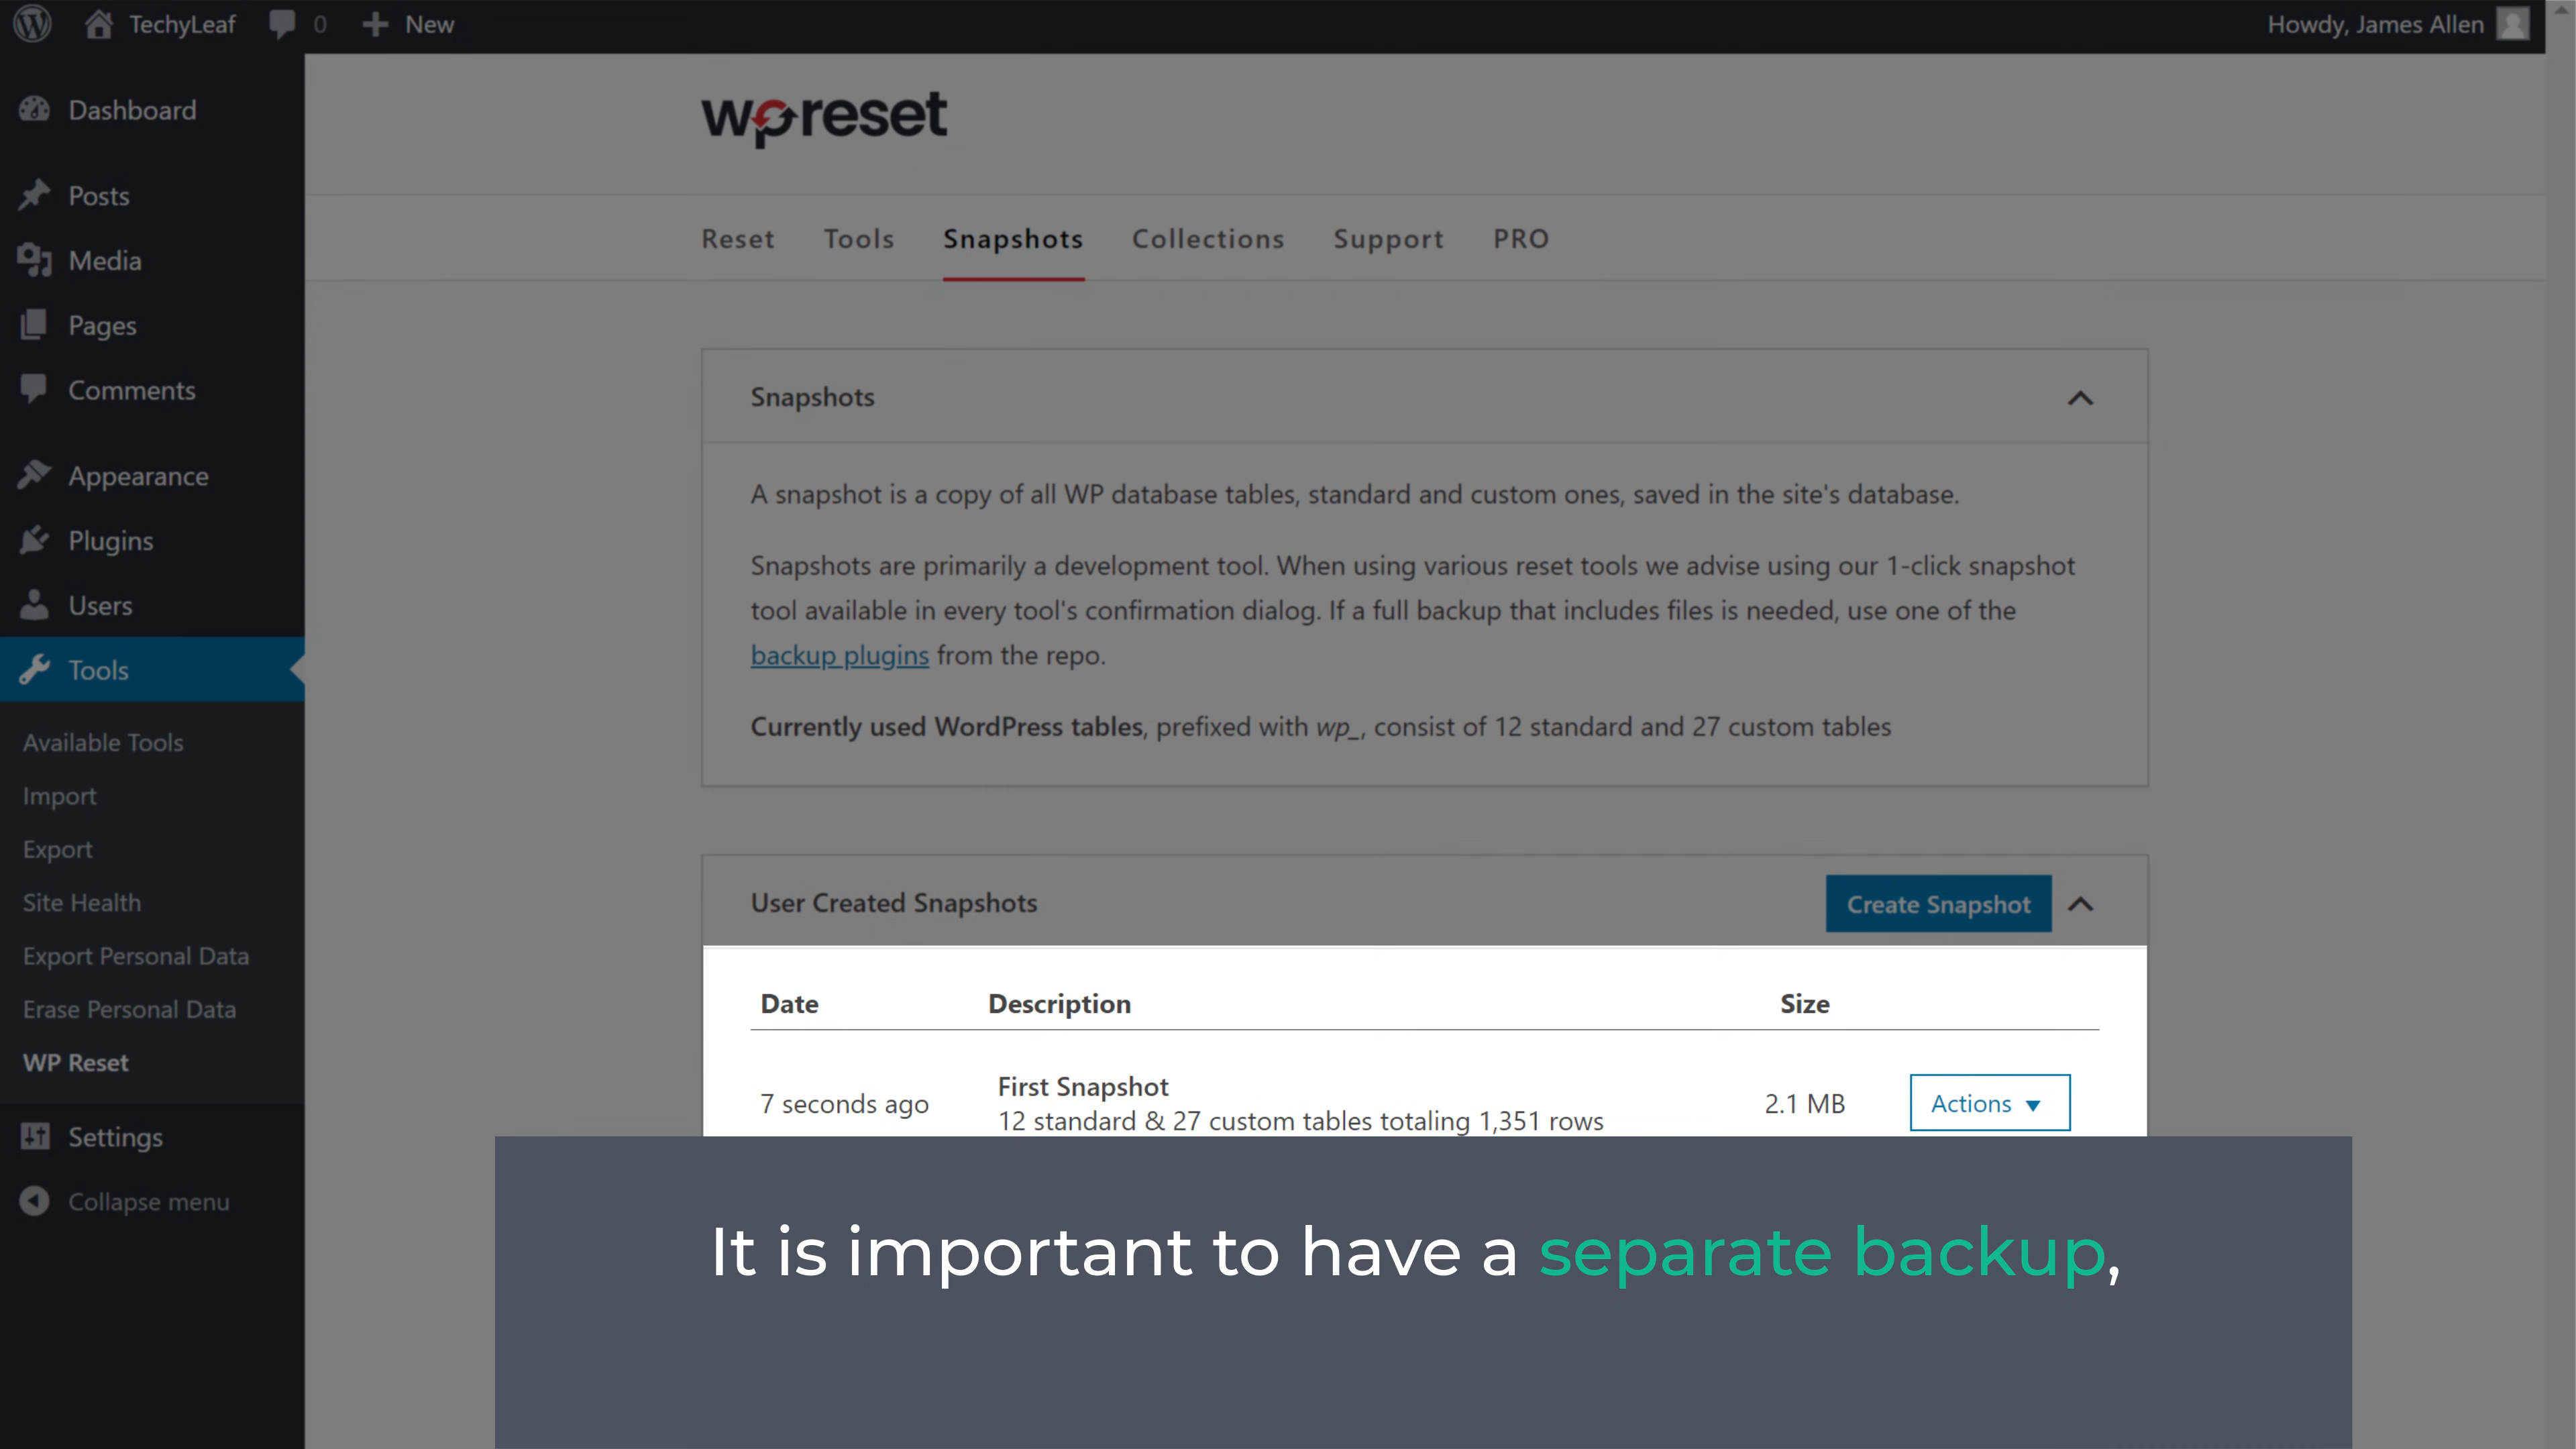 TechyLeaf 0 New Howdy, James Allen
Dashboard
Posts
Media
Pages
Comments
Appearance
Plugins
Users
Tools
Available Tools
Import
Export
Site Health
Export Personal Data
Erase Personal Data
WP Reset
Settings
Collapse menu
wpreset
Reset Tools Snapshots Collections Support PRO
Snapshots
A snapshot is a copy of all WP database tables, standard and custom ones, saved in the site's database.
Snapshots are primarily a development tool. When using various reset tools we advise using our 1-click snapshot
tool available in every tool's confirmation dialog. If a full backup that includes files is needed, use one of the
backup plugins from the repo.
Currently used WordPress tables, prefixed with wp_, consist of 12 standard and 27 custom tables
User Created Snapshots Create Snapshot
Date Description Size
7 seconds ago First Snapshot 2.1 MB Actions
12 standard & 27 custom tables totaling 1,351 rows
It is important to have a separate backup,